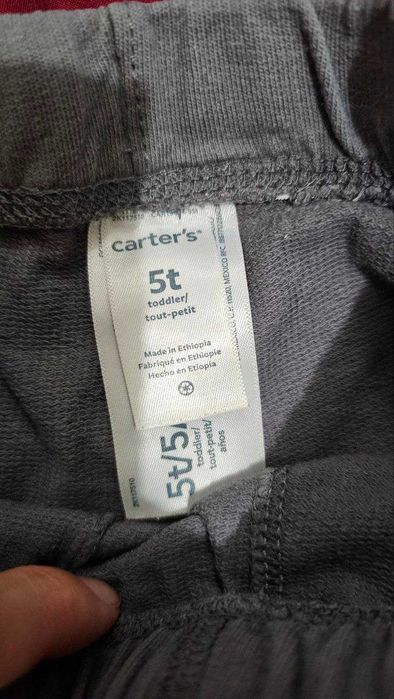 carter's
5t
toddler/
tout-petit
Made in Ethiopia
Fabriqué en Ethiopie
Hecho en Etiopia
5t/5
toddler/
tout-petit/
años